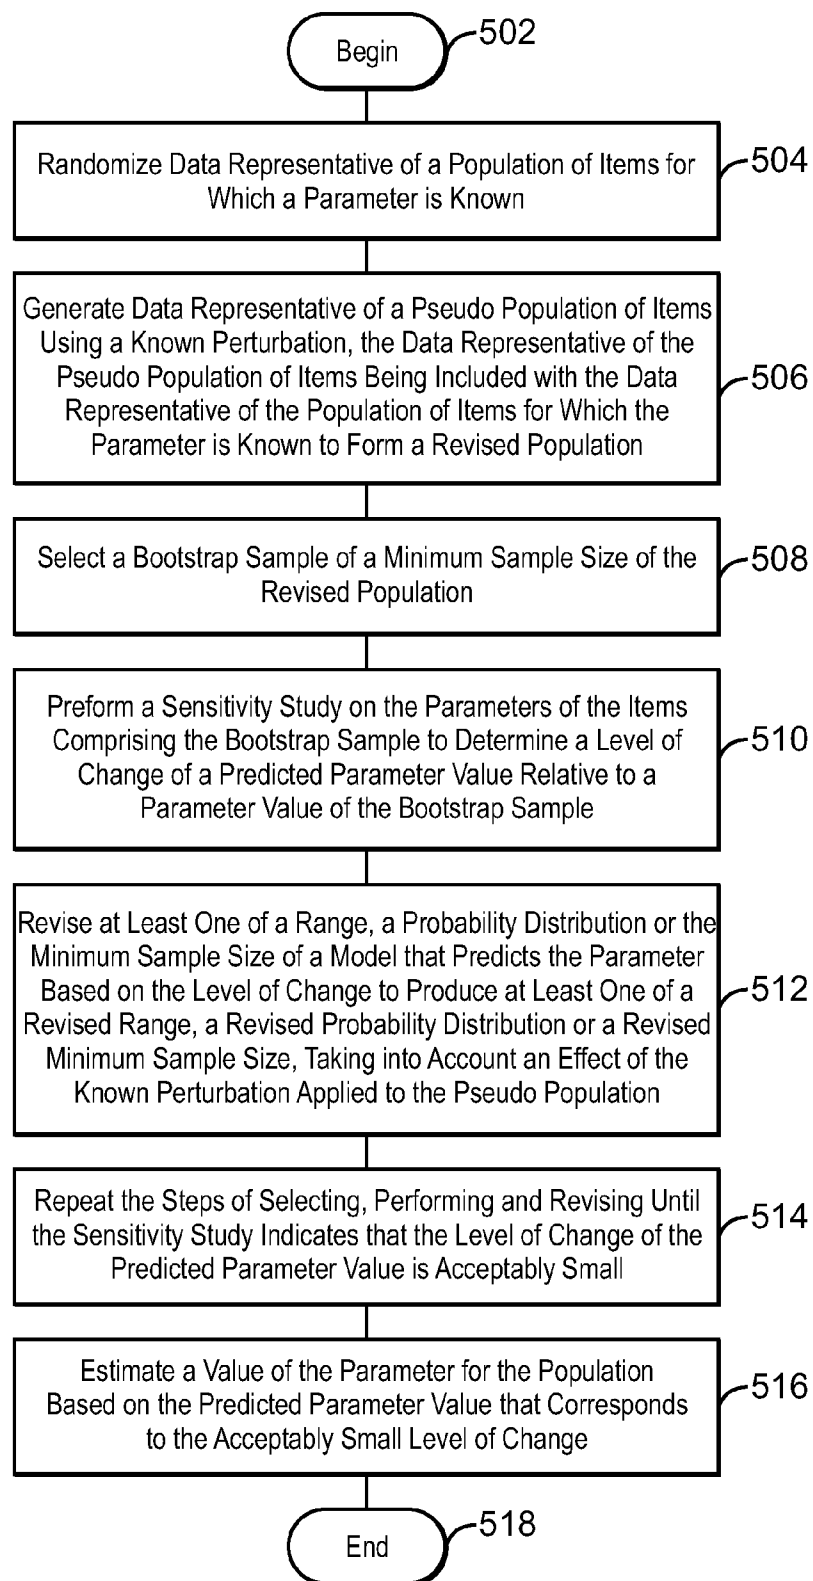 Begin
502
Randomize Data Representative of a Population of Items for
Which a Parameter is Known
504
Generate Data Representative of a Pseudo Population of Items
Using a Known Perturbation, the Data Representative of the
Pseudo Population of Items Being Included with the Data
Representative of the Population of Items for Which the
Parameter is Known to Form a Revised Population
506
Select a Bootstrap Sample of a Minimum Sample Size of the
Revised Population
508
Preform a Sensitivity Study on the Parameters of the Items
Comprising the Bootstrap Sample to Determine a Level of
Change of a Predicted Parameter Value Relative to a
Parameter Value of the Bootstrap Sample
510
Revise at Least One of a Range, a Probability Distribution or the
Minimum Sample Size of a Model that Predicts the Parameter
Based on the Level of Change to Produce at Least One of a
Revised Range, a Revised Probability Distribution or a Revised
Minimum Sample Size, Taking into Account an Effect of the
Known Perturbation Applied to the Pseudo Population
512
Repeat the Steps of Selecting, Performing and Revising Until
the Sensitivity Study Indicates that the Level of Change of the
Predicted Parameter Value is Acceptably Small
514
Estimate a Value of the Parameter for the Population
Based on the Predicted Parameter Value that Corresponds
to the Acceptably Small Level of Change
516
End
518